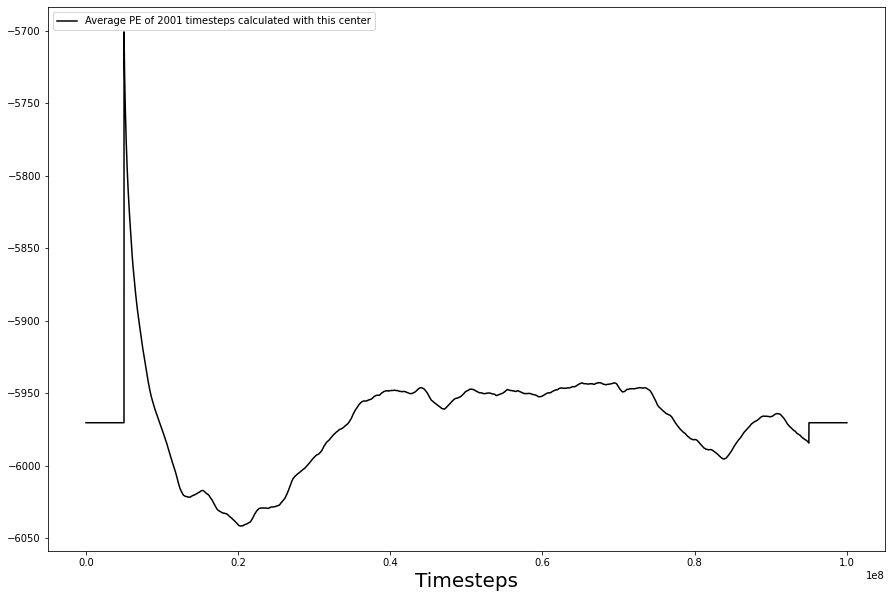 Average PE of 2001 timesteps calculated with this center
−5700
−5750
−5800
−5850
−5900
−5950
−6000
−6050
0.0 0.2 0.4 0.6 0.8 1.0
1e8
Timesteps